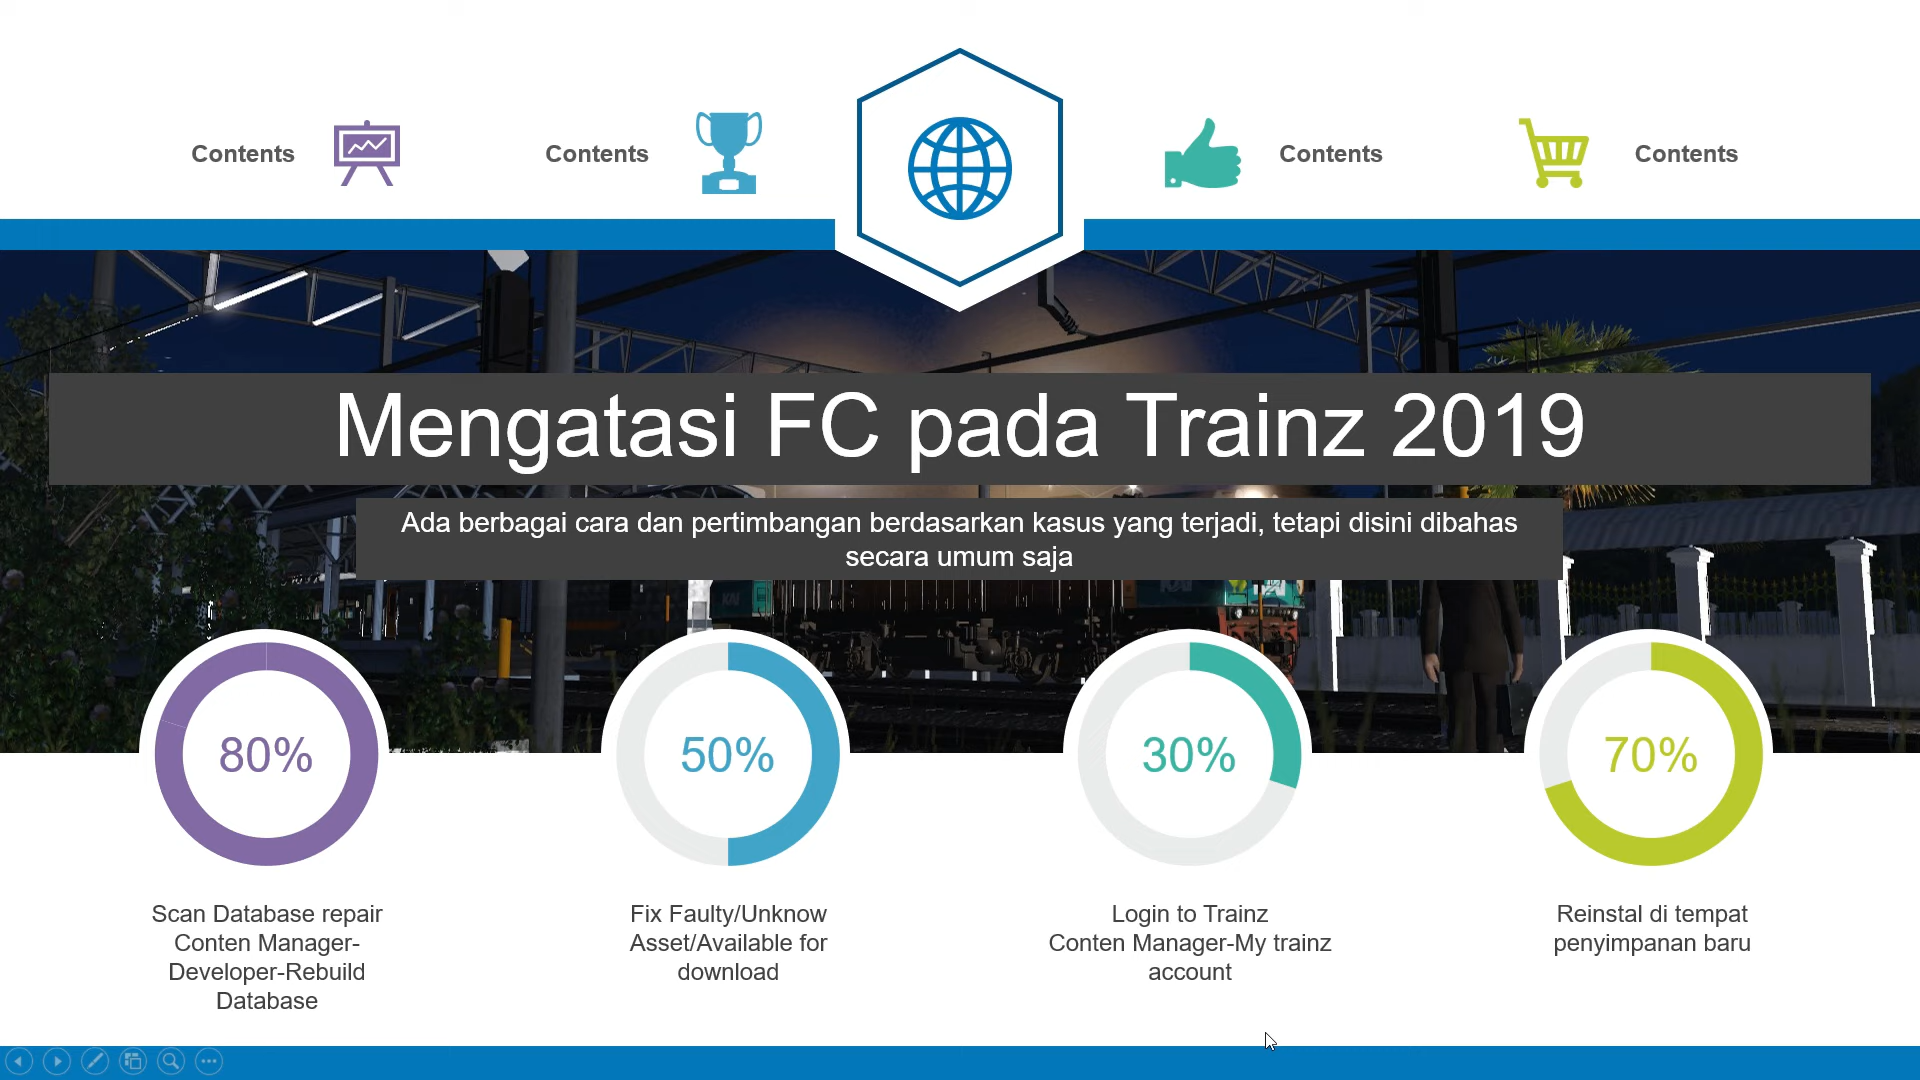 Contents
Contents
Contents
Contents
Mengatasi FC pada Trainz 2019
Ada berbagai cara dan pertimbangan berdasarkan kasus yang terjadi, tetapi disini dibahas
secara umum saja
KAI
80%
50%
30%
70%
Scan Database repair
Conten Manager-
Developer-Rebuild
Database
Fix Faulty/Unknow
Asset/Available for
download
Login to Trainz
Conten Manager-My trainz
account
Reinstal di tempat
penyimpanan baru